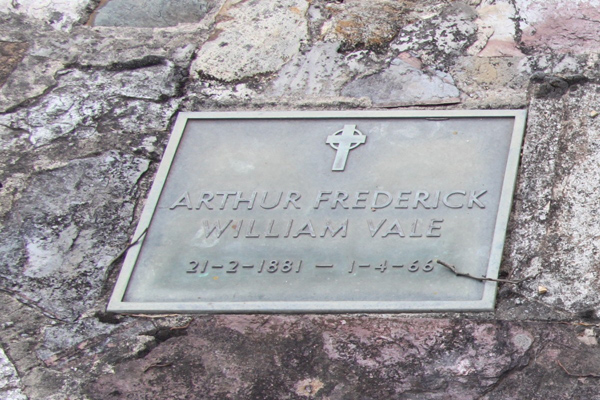 ARTHUR FREDERICK
WILLIAM VALE
21-2-1881 — 1-4-66